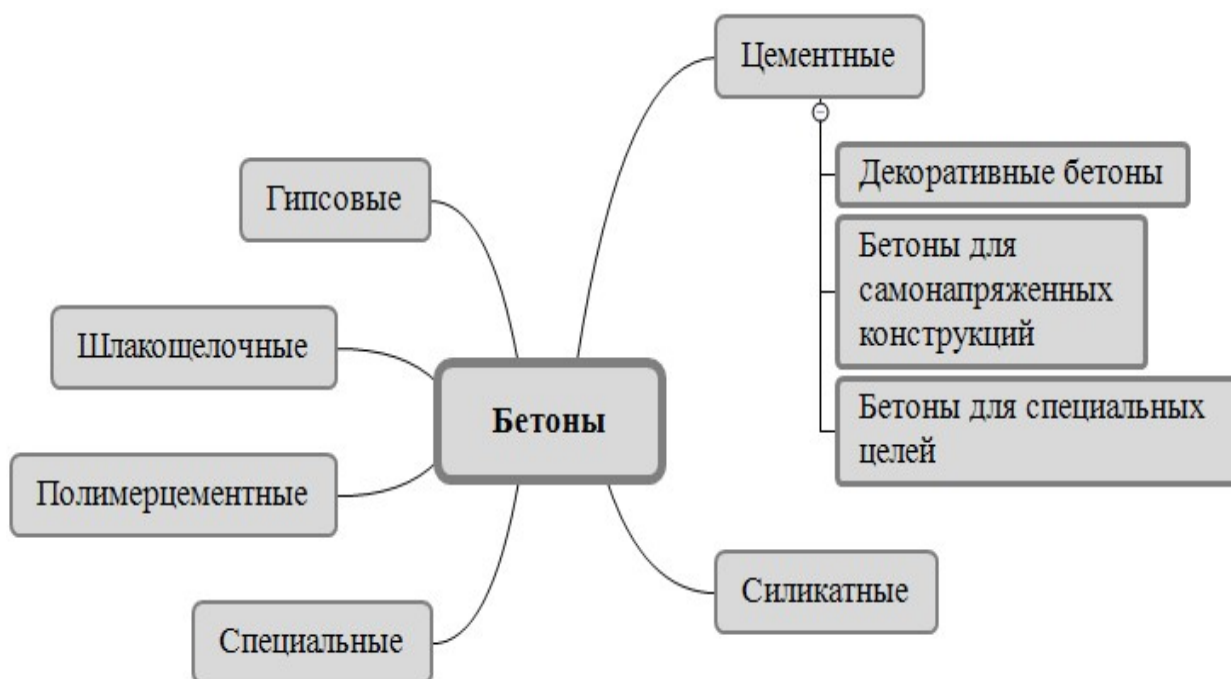 Цементные
Декоративные бетоны
Бетоны для
самонапряженных
конструкций
Бетоны для специальных
целей
Гипсовые
Шлакощелочные
Бетоны
Полимерцементные
Силикатные
Специальные